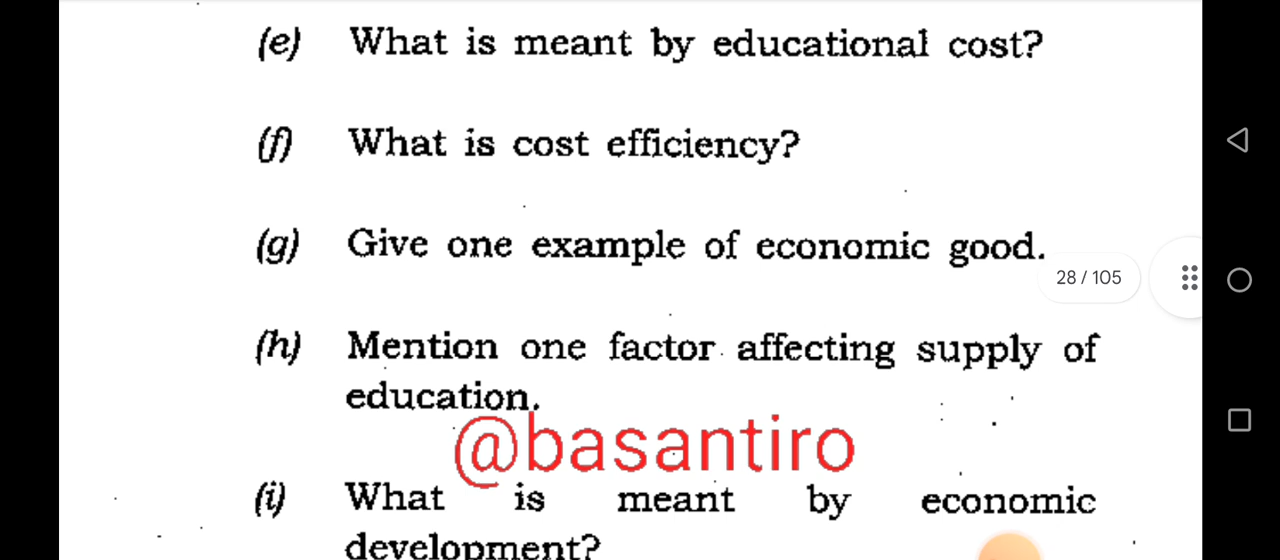 (e) What is meant by educational cost?
(f) What is cost efficiency?
(g) Give one example of economic good.
28 / 105
(h) Mention one factor affecting supply of
education.
@basantiro
(i) What is meant by economic
development?